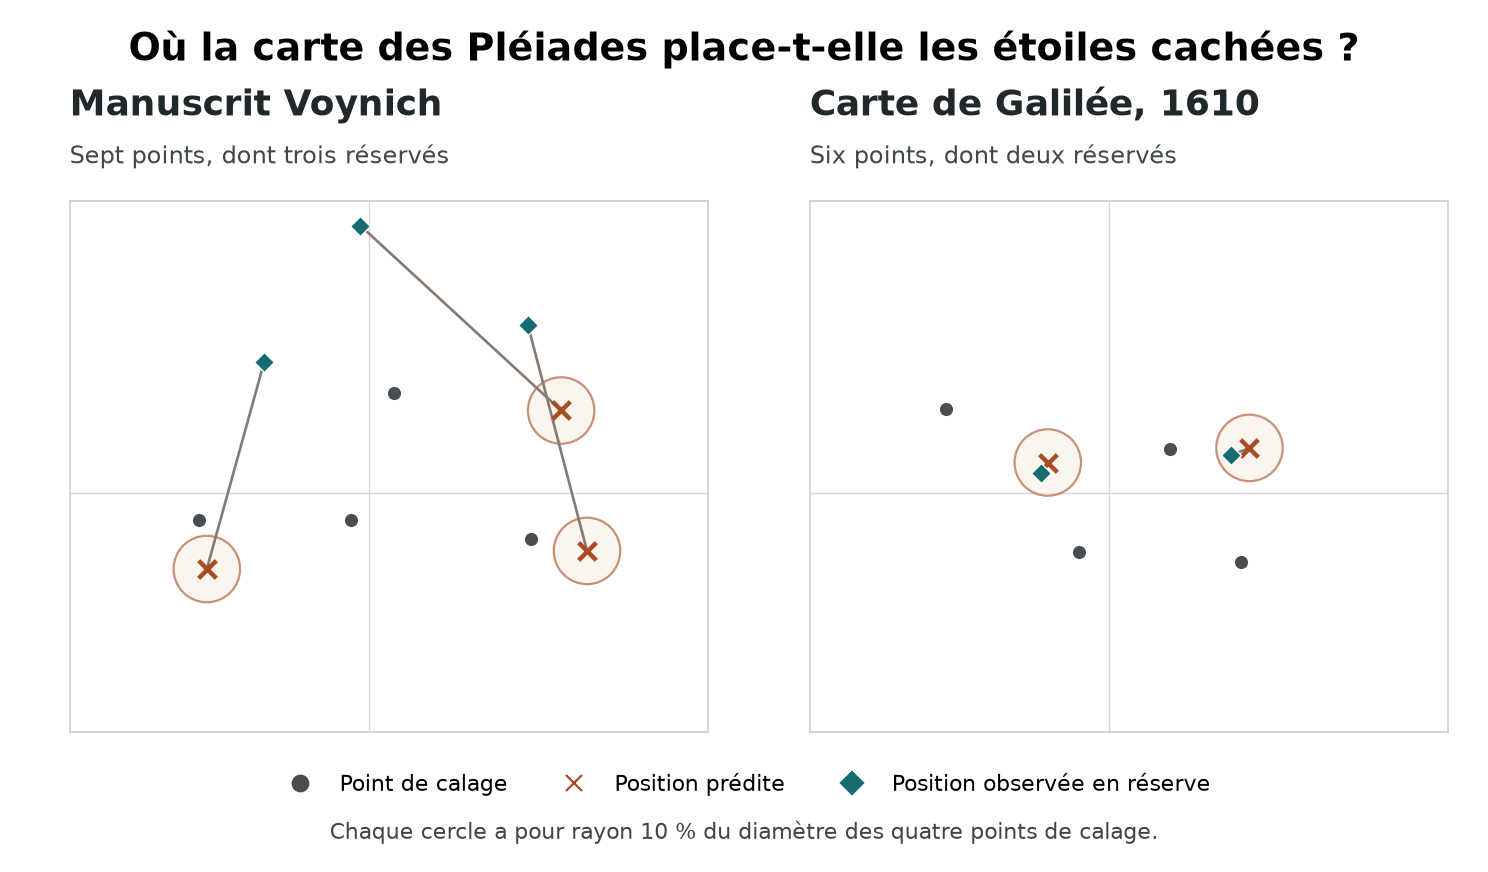 Où la carte des Pléiades place-t-elle les étoiles cachées ?
Manuscrit Voynich
Sept points, dont trois réservés
Carte de Galilée, 1610
Six points, dont deux réservés
Point de calage
Position prédite
Position observée en réserve
Chaque cercle a pour rayon 10 % du diamètre des quatre points de calage.